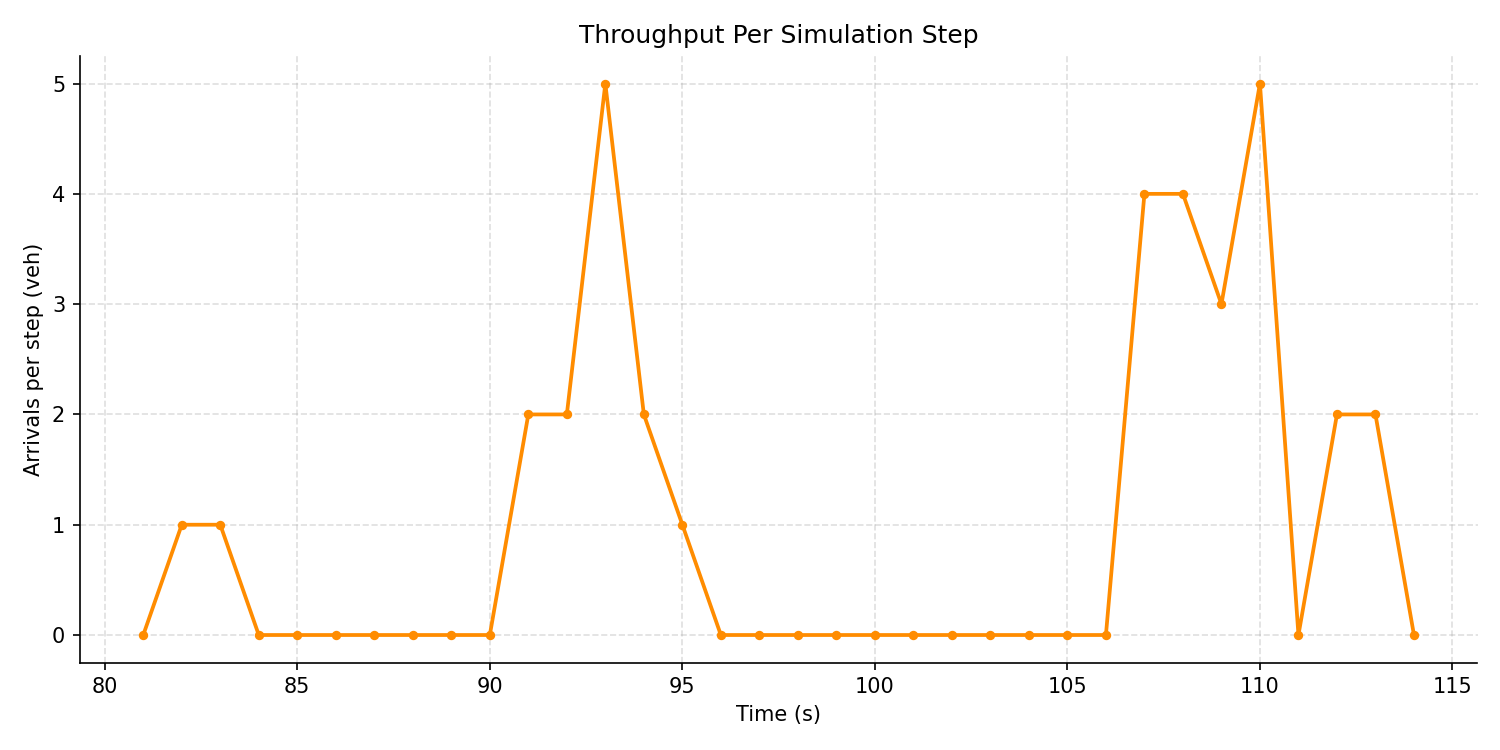 Throughput Per Simulation Step
Arrivals per step (veh)
5
4
3
2
1
0
80 85 90 95 100 105 110 115
Time (s)